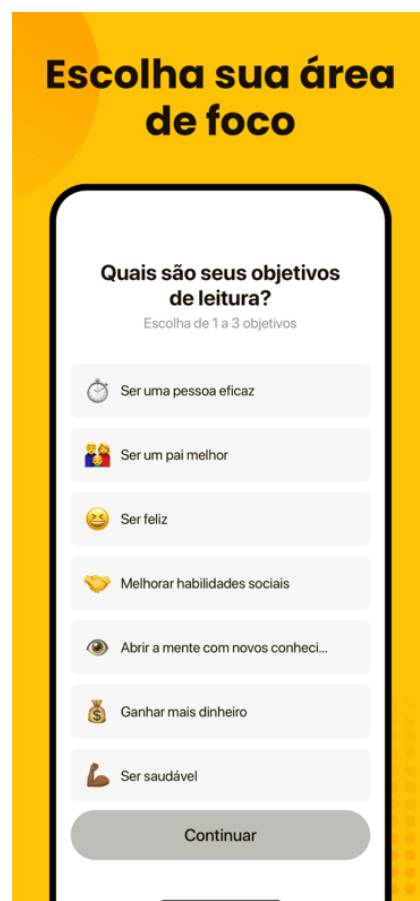 Escolha sua área
de foco
Quais são seus objetivos
de leitura?
Escolha de 1 a 3 objetivos
Ser uma pessoa eficaz
Ser um pai melhor
Ser feliz
Melhorar habilidades sociais
Abrir a mente com novos conheci...
Ganhar mais dinheiro
Ser saudável
Continuar